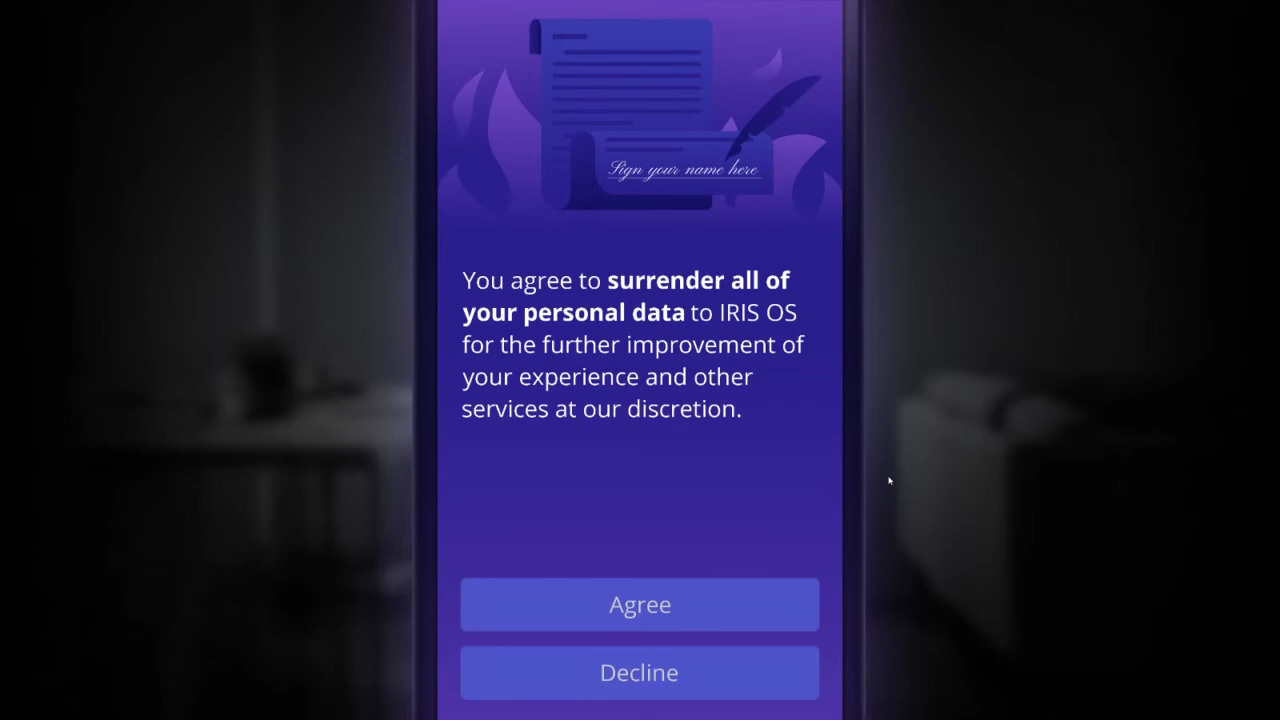 Sign your name here
You agree to surrender all of
your personal data to IRIS OS
for the further improvement of
your experience and other
services at our discretion.
Agree
Decline